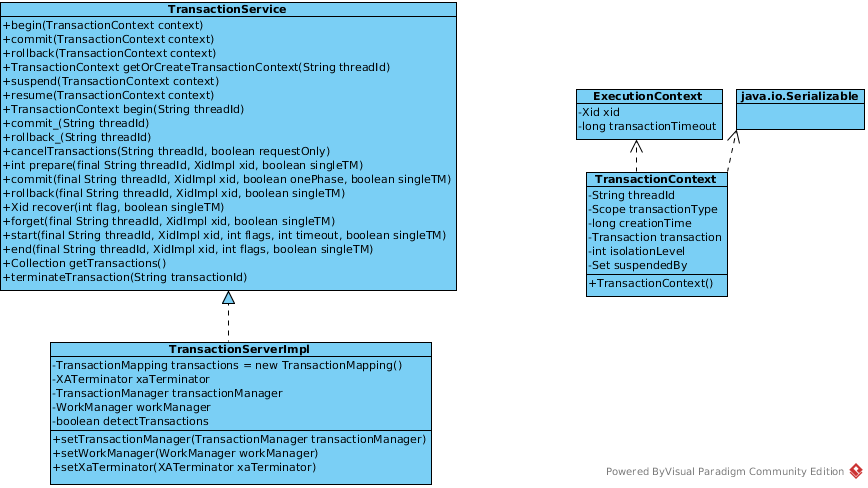 TransactionService
+begin(TransactionContext context)
+commit(TransactionContext context)
+rollback(TransactionContext context)
+TransactionContext getOrCreateTransactionContext(String threadId)
+suspend(TransactionContext context)
+resume(TransactionContext context)
+TransactionContext begin(String threadId)
+commit_(String threadId)
+rollback_(String threadId)
+cancelTransactions(String threadId, boolean requestOnly)
+int prepare(final String threadId, XidImpl xid, boolean singleTM)
+commit(final String threadId, XidImpl xid, boolean onePhase, boolean singleTM)
+rollback(final String threadId, XidImpl xid, boolean singleTM)
+Xid recover(int flag, boolean singleTM)
+forget(final String threadId, XidImpl xid, boolean singleTM)
+start(final String threadId, XidImpl xid, int flags, int timeout, boolean singleTM)
+end(final String threadId, XidImpl xid, int flags, boolean singleTM)
+Collection getTransactions()
+terminateTransaction(String transactionId)
TransactionServerImpl
-TransactionMapping transactions = new TransactionMapping()
-XATerminator xaTerminator
-TransactionManager transactionManager
-WorkManager workManager
-boolean detectTransactions
+setTransactionManager(TransactionManager transactionManager)
+setWorkManager(WorkManager workManager)
+setXaTerminator(XATerminator xaTerminator)
ExecutionContext
-Xid xid
-long transactionTimeout
java.io.Serializable
TransactionContext
-String threadId
-Scope transactionType
-long creationTime
-Transaction transaction
-int isolationLevel
-Set suspendedBy
+TransactionContext()
Powered ByVisual Paradigm Community Edition